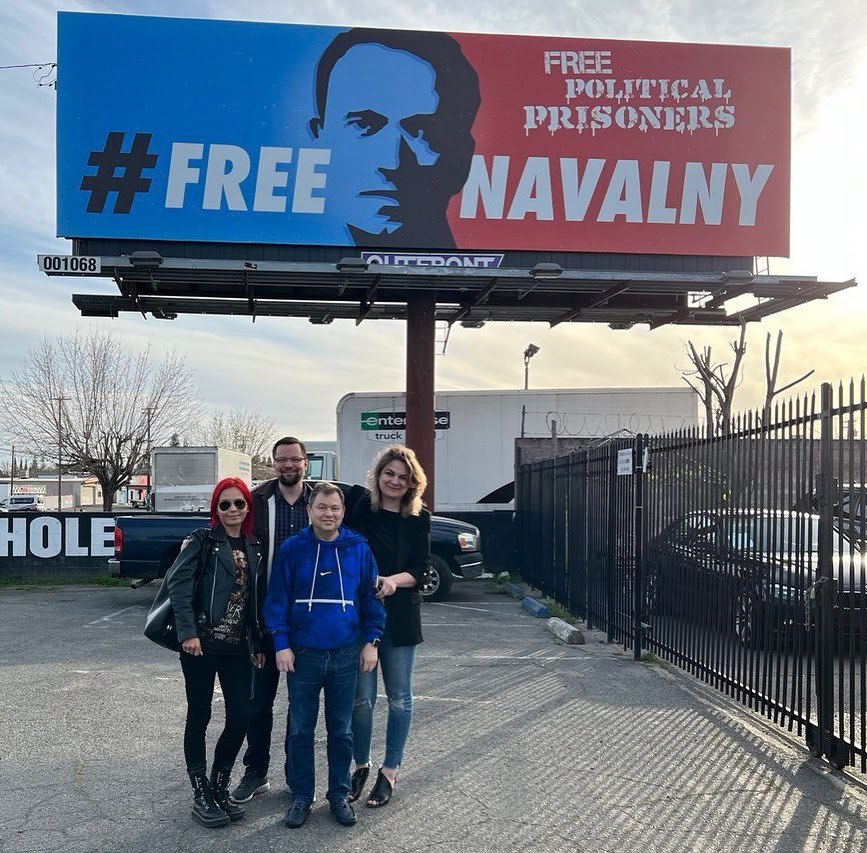 FREE
POLITICAL
PRISONERS
#FREE NAVALNY
001068
OUTFRONT
enterprise
truck
HOLE